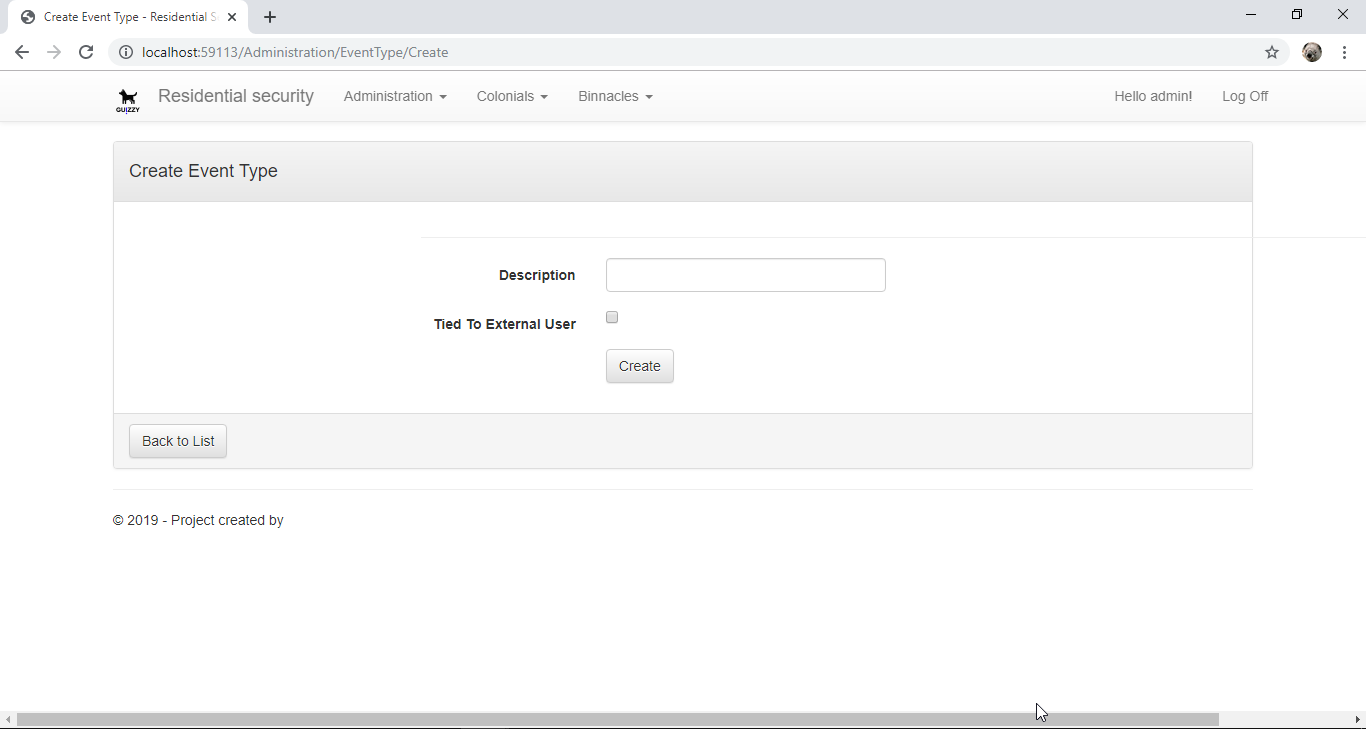 Create Event Type - Residential S
localhost:59113/Administration/EventType/Create
GUIZZY
Residential security
Administration
Colonials
Binnacles
Hello admin!
Log Off
Create Event Type
Description
Tied To External User
Create
Back to List
© 2019 - Project created by